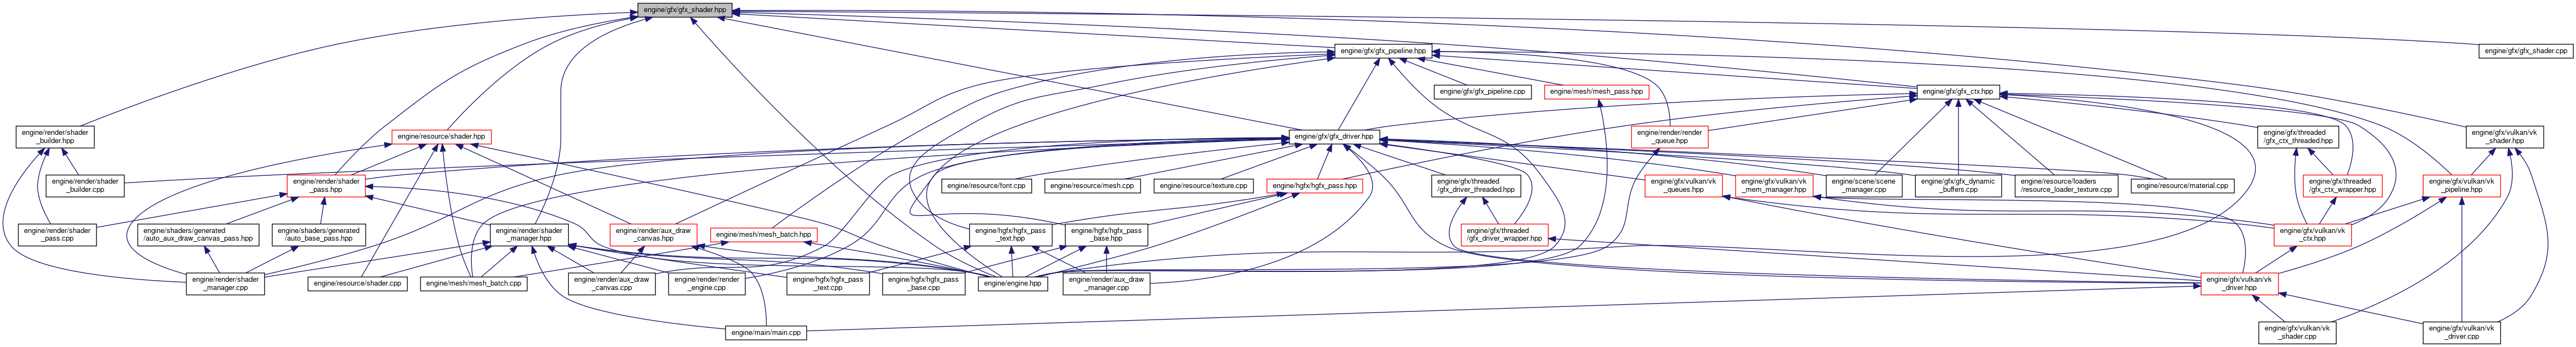 engine/gfx/gfx_shader.hpp
engine/gfx/gfx_pipeline.hpp
engine/gfx/gfx_shader.cpp
engine/gfx/gfx_pipeline.cpp
engine/mesh/mesh_pass.hpp
engine/gfx/gfx_ctx.hpp
engine/render/shader
_builder.hpp
engine/resource/shader.hpp
engine/gfx/gfx_driver.hpp
engine/render/render
_queue.hpp
engine/gfx/threaded
/gfx_ctx_threaded.hpp
engine/gfx/vulkan/vk
_shader.hpp
engine/render/shader
_builder.cpp
engine/render/shader
_pass.hpp
engine/resource/font.cpp
engine/resource/mesh.cpp
engine/resource/texture.cpp
engine/hgfx/hgfx_pass.hpp
engine/gfx/threaded
/gfx_driver_threaded.hpp
engine/gfx/vulkan/vk
_queues.hpp
engine/gfx/vulkan/vk
_mem_manager.hpp
engine/scene/scene
_manager.cpp
engine/gfx/gfx_dynamic
_buffers.cpp
engine/resource/loaders
/resource_loader_texture.cpp
engine/resource/material.cpp
engine/gfx/threaded
/gfx_ctx_wrapper.hpp
engine/gfx/vulkan/vk
_pipeline.hpp
engine/render/shader
_pass.cpp
engine/shaders/generated
/auto_aux_draw_canvas_pass.hpp
engine/shaders/generated
/auto_base_pass.hpp
engine/render/shader
_manager.hpp
engine/render/aux_draw
_canvas.hpp
engine/mesh/mesh_batch.hpp
engine/hgfx/hgfx_pass
_text.hpp
engine/hgfx/hgfx_pass
_base.hpp
engine/gfx/threaded
/gfx_driver_wrapper.hpp
engine/gfx/vulkan/vk
_ctx.hpp
engine/render/shader
_manager.cpp
engine/resource/shader.cpp
engine/mesh/mesh_batch.cpp
engine/render/aux_draw
_canvas.cpp
engine/render/render
_engine.cpp
engine/hgfx/hgfx_pass
_text.cpp
engine/hgfx/hgfx_pass
_base.cpp
engine/engine.hpp
engine/render/aux_draw
_manager.cpp
engine/gfx/vulkan/vk
_driver.hpp
engine/main/main.cpp
engine/gfx/vulkan/vk
_shader.cpp
engine/gfx/vulkan/vk
_driver.cpp